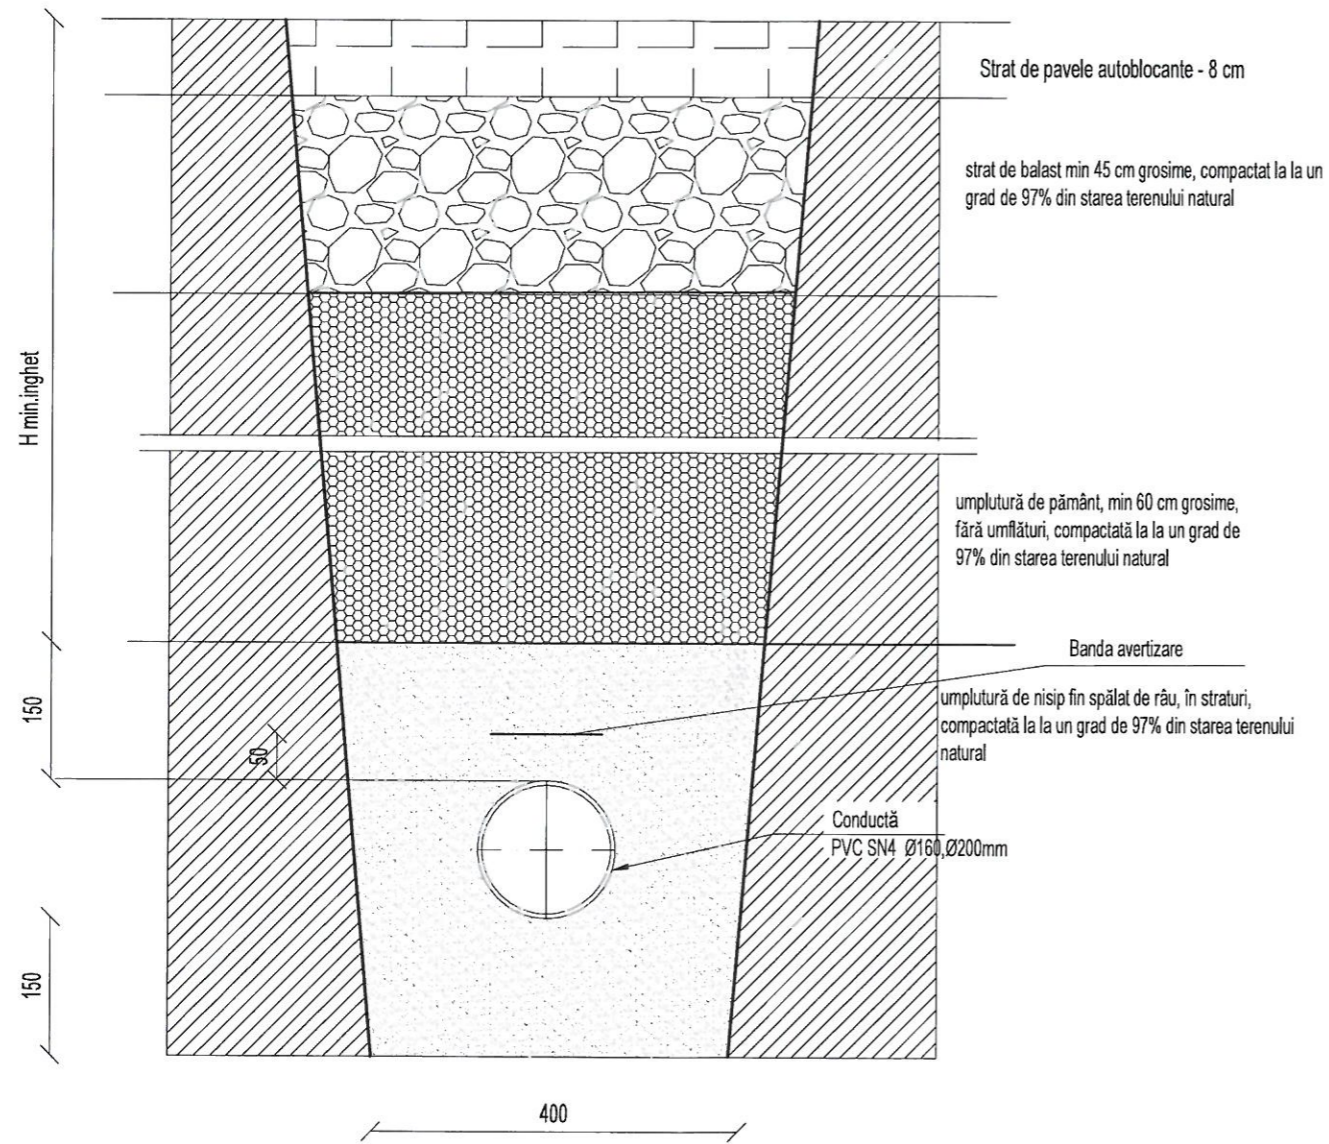 Strat de pavele autoblocante - 8 cm
strat de balast min 45 cm grosime, compactat la la un
grad de 97% din starea terenului natural
H min.inghet
umplutură de pământ, min 60 cm grosime,
fără umflături, compactată la la un grad de
97% din starea terenului natural
Banda avertizare
150
umplutură de nisip fin spălat de râu, în straturi,
compactată la la un grad de 97% din starea terenului
natural
50
Conductă
PVC SN4 Ø160,Ø200mm
150
400